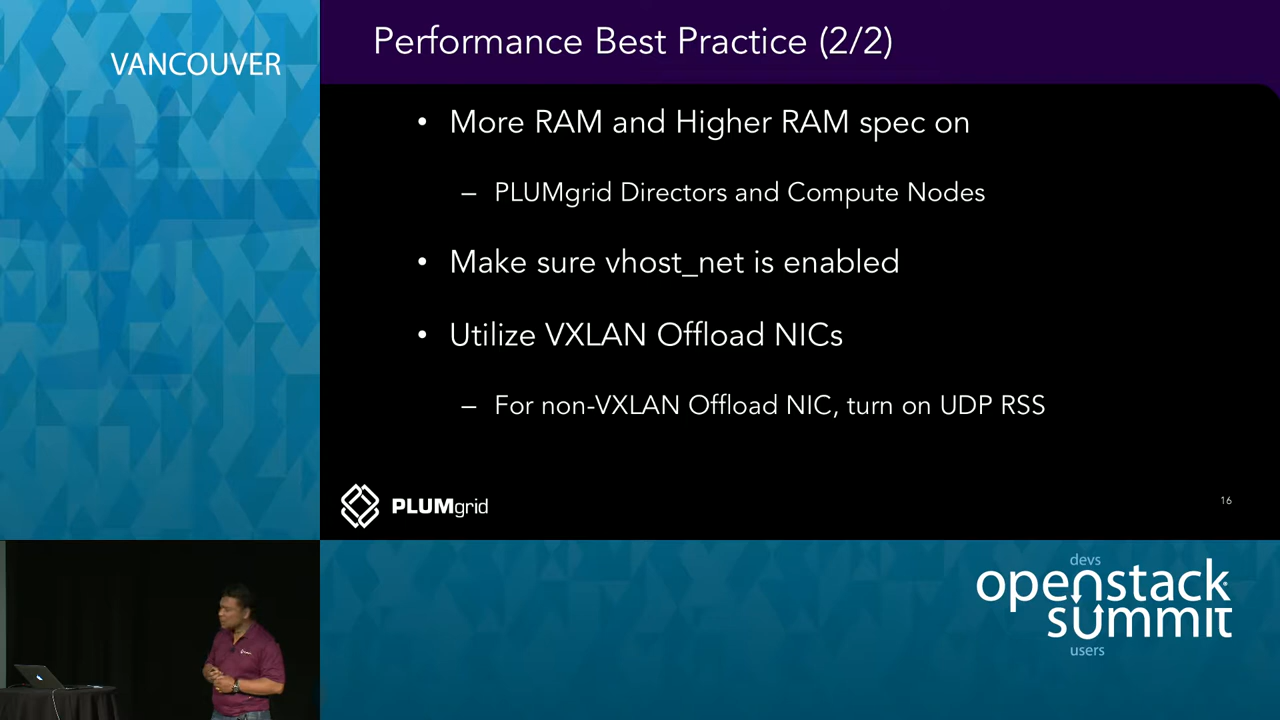 VANCOUVER
Performance Best Practice (2/2)
• More RAM and Higher RAM spec on
– PLUMgrid Directors and Compute Nodes
• Make sure vhost_net is enabled
• Utilize VXLAN Offload NICs
– For non-VXLAN Offload NIC, turn on UDP RSS
PLUMgrid
16
devs
openstack
summit
users